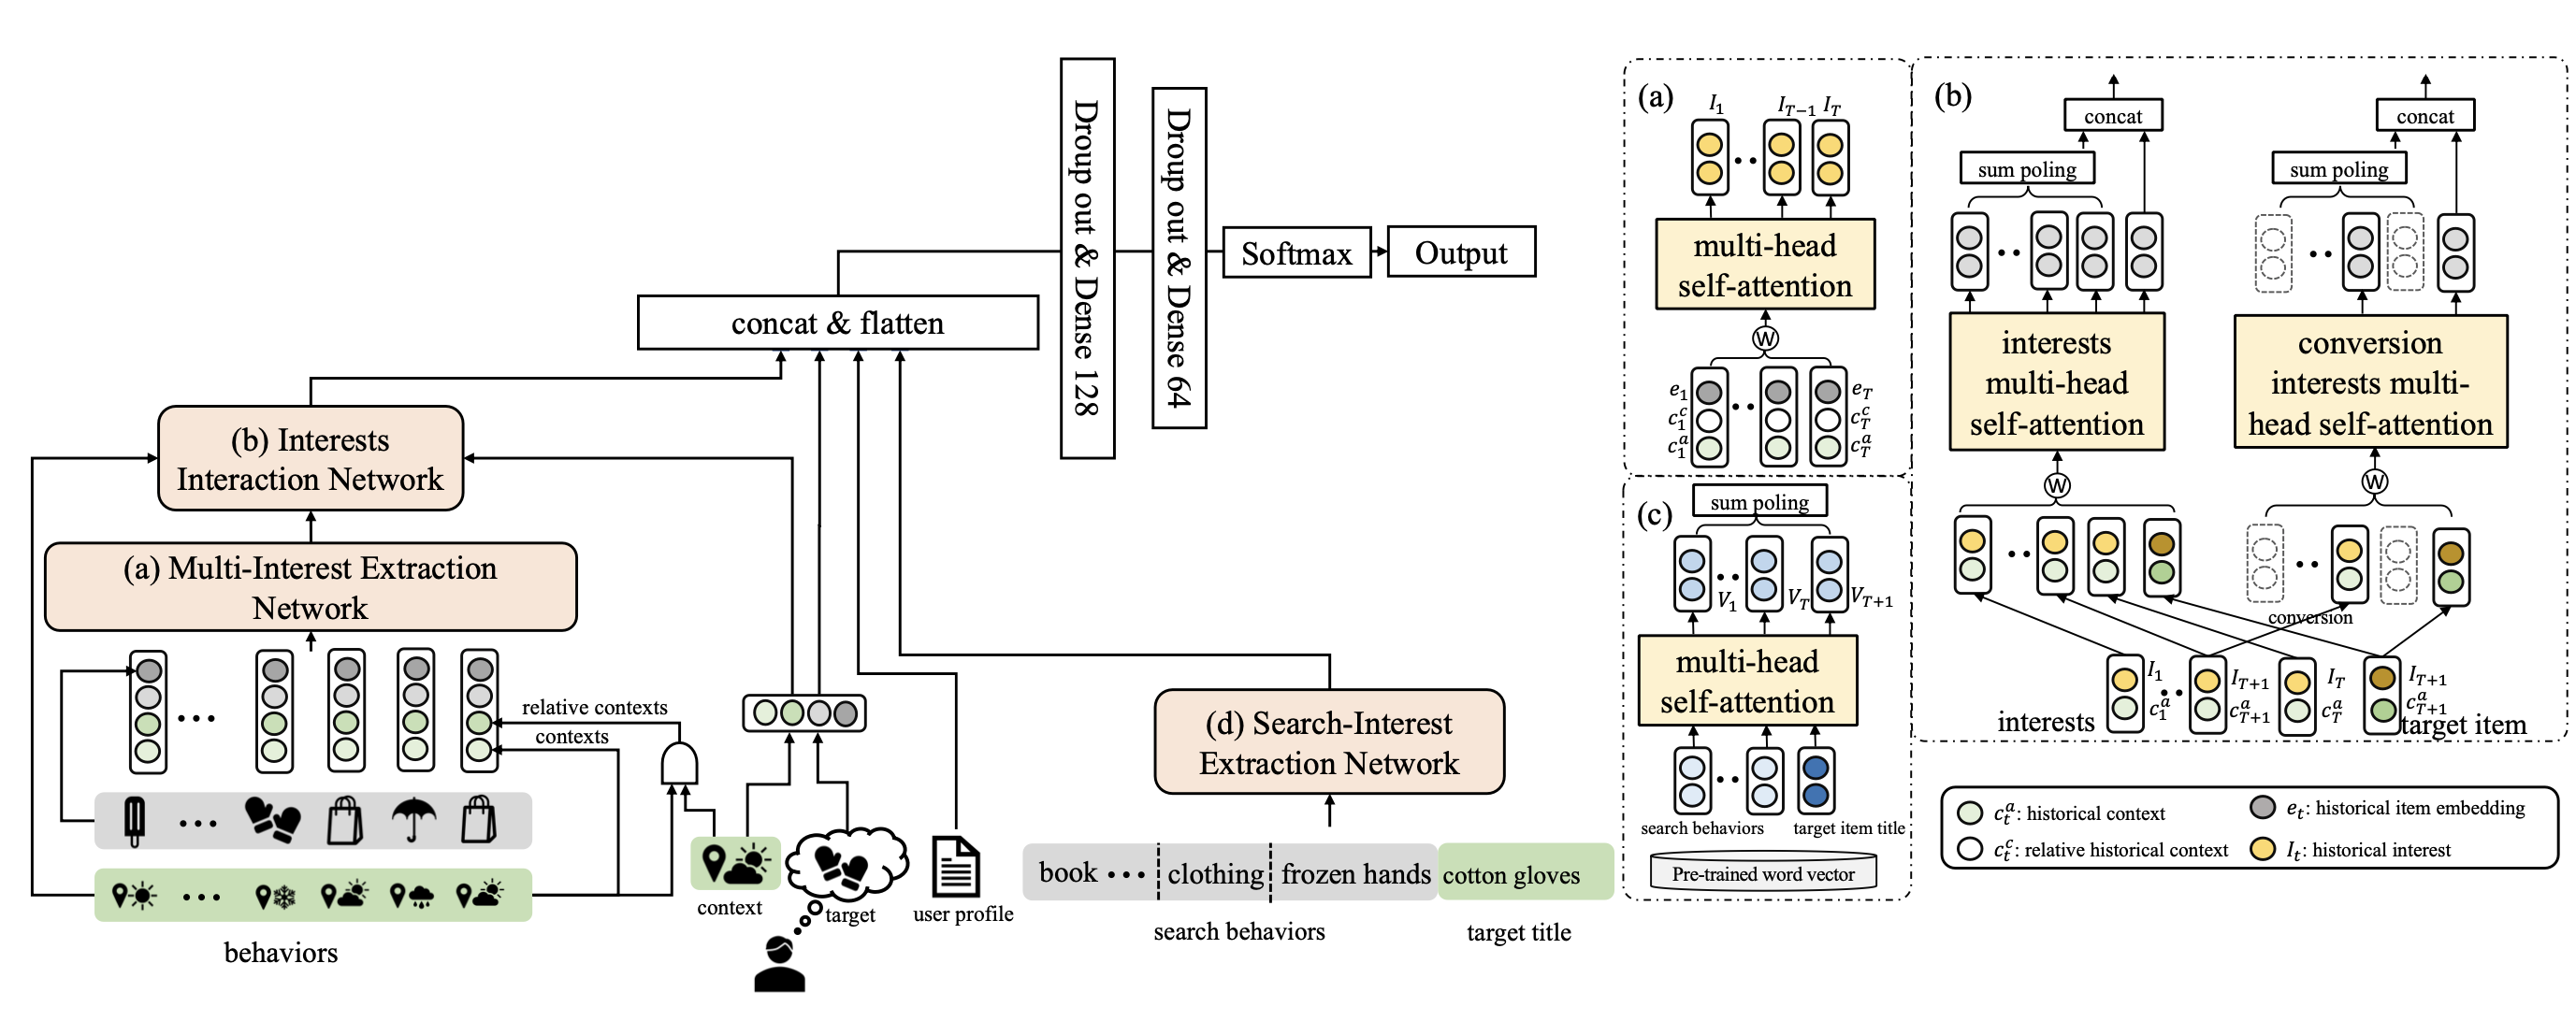 Droup out & Dense 128
Droup out & Dense 64
Softmax
Output
concat & flatten
(b) Interests
Interaction Network
(a) Multi-Interest Extraction
Network
relative contexts
contexts
behaviors
context
target
user profile
(d) Search-Interest
Extraction Network
book ··· clothing frozen hands cotton gloves
search behaviors
target title
(a)
I_1 I_{T−1} I_T
multi-head
self-attention
W
e_1 e_T
c_1^c c_T^c
c_1^a c_T^a
(c)
sum poling
V_1 V_T V_{T+1}
multi-head
self-attention
search behaviors
target item title
Pre-trained word vector
(b)
concat
sum poling
interests
multi-head
self-attention
W
concat
sum poling
conversion
interests multi-
head self-attention
W
conversion
I_1 I_{T+1} I_T I_{T+1}
c_1^a c_{T+1}^a c_T^a c_{T+1}^a
interests
target item
c_t^a: historical context
e_t: historical item embedding
c_t^c: relative historical context
I_t: historical interest